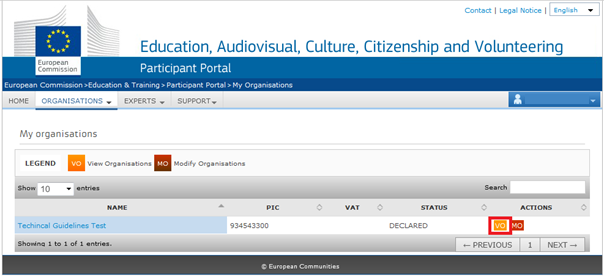 Contact | Legal Notice | English
European
Commission
Education, Audiovisual, Culture, Citizenship and Volunteering
Participant Portal
European Commission>Education & Training>Participant Portal>My Organisations
HOME ORGANISATIONS EXPERTS SUPPORT
My organisations
LEGEND VO View Organisations MO Modify Organisations
Show 10 entries Search
NAME PIC VAT STATUS ACTIONS
Techincal Guidelines Test 934543300 DECLARED VO MO
Showing 1 to 1 of 1 entries. ← PREVIOUS 1 NEXT →
© European Communities